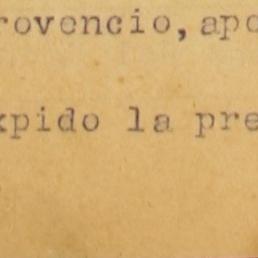 rovencio, apo
xpido la pre